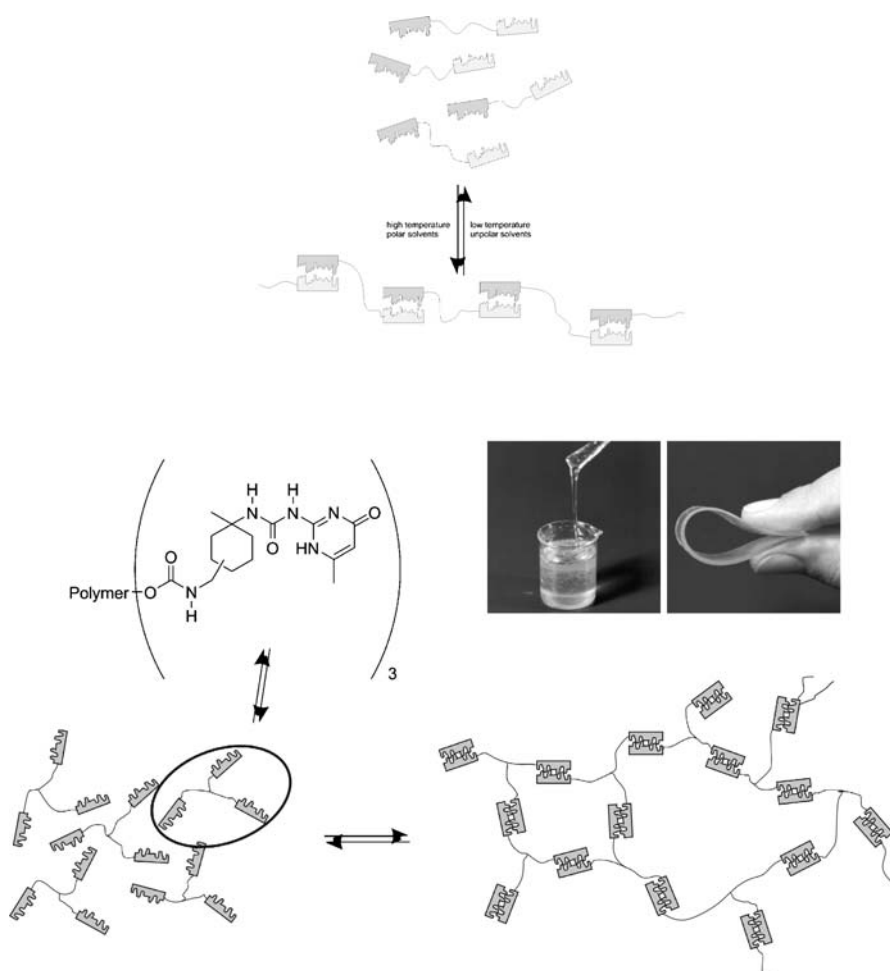 high temperature
polar solvents
low temperature
unpolar solvents
H
H
N
N
N
O
O
HN
O
Polymer
O
N
H
3